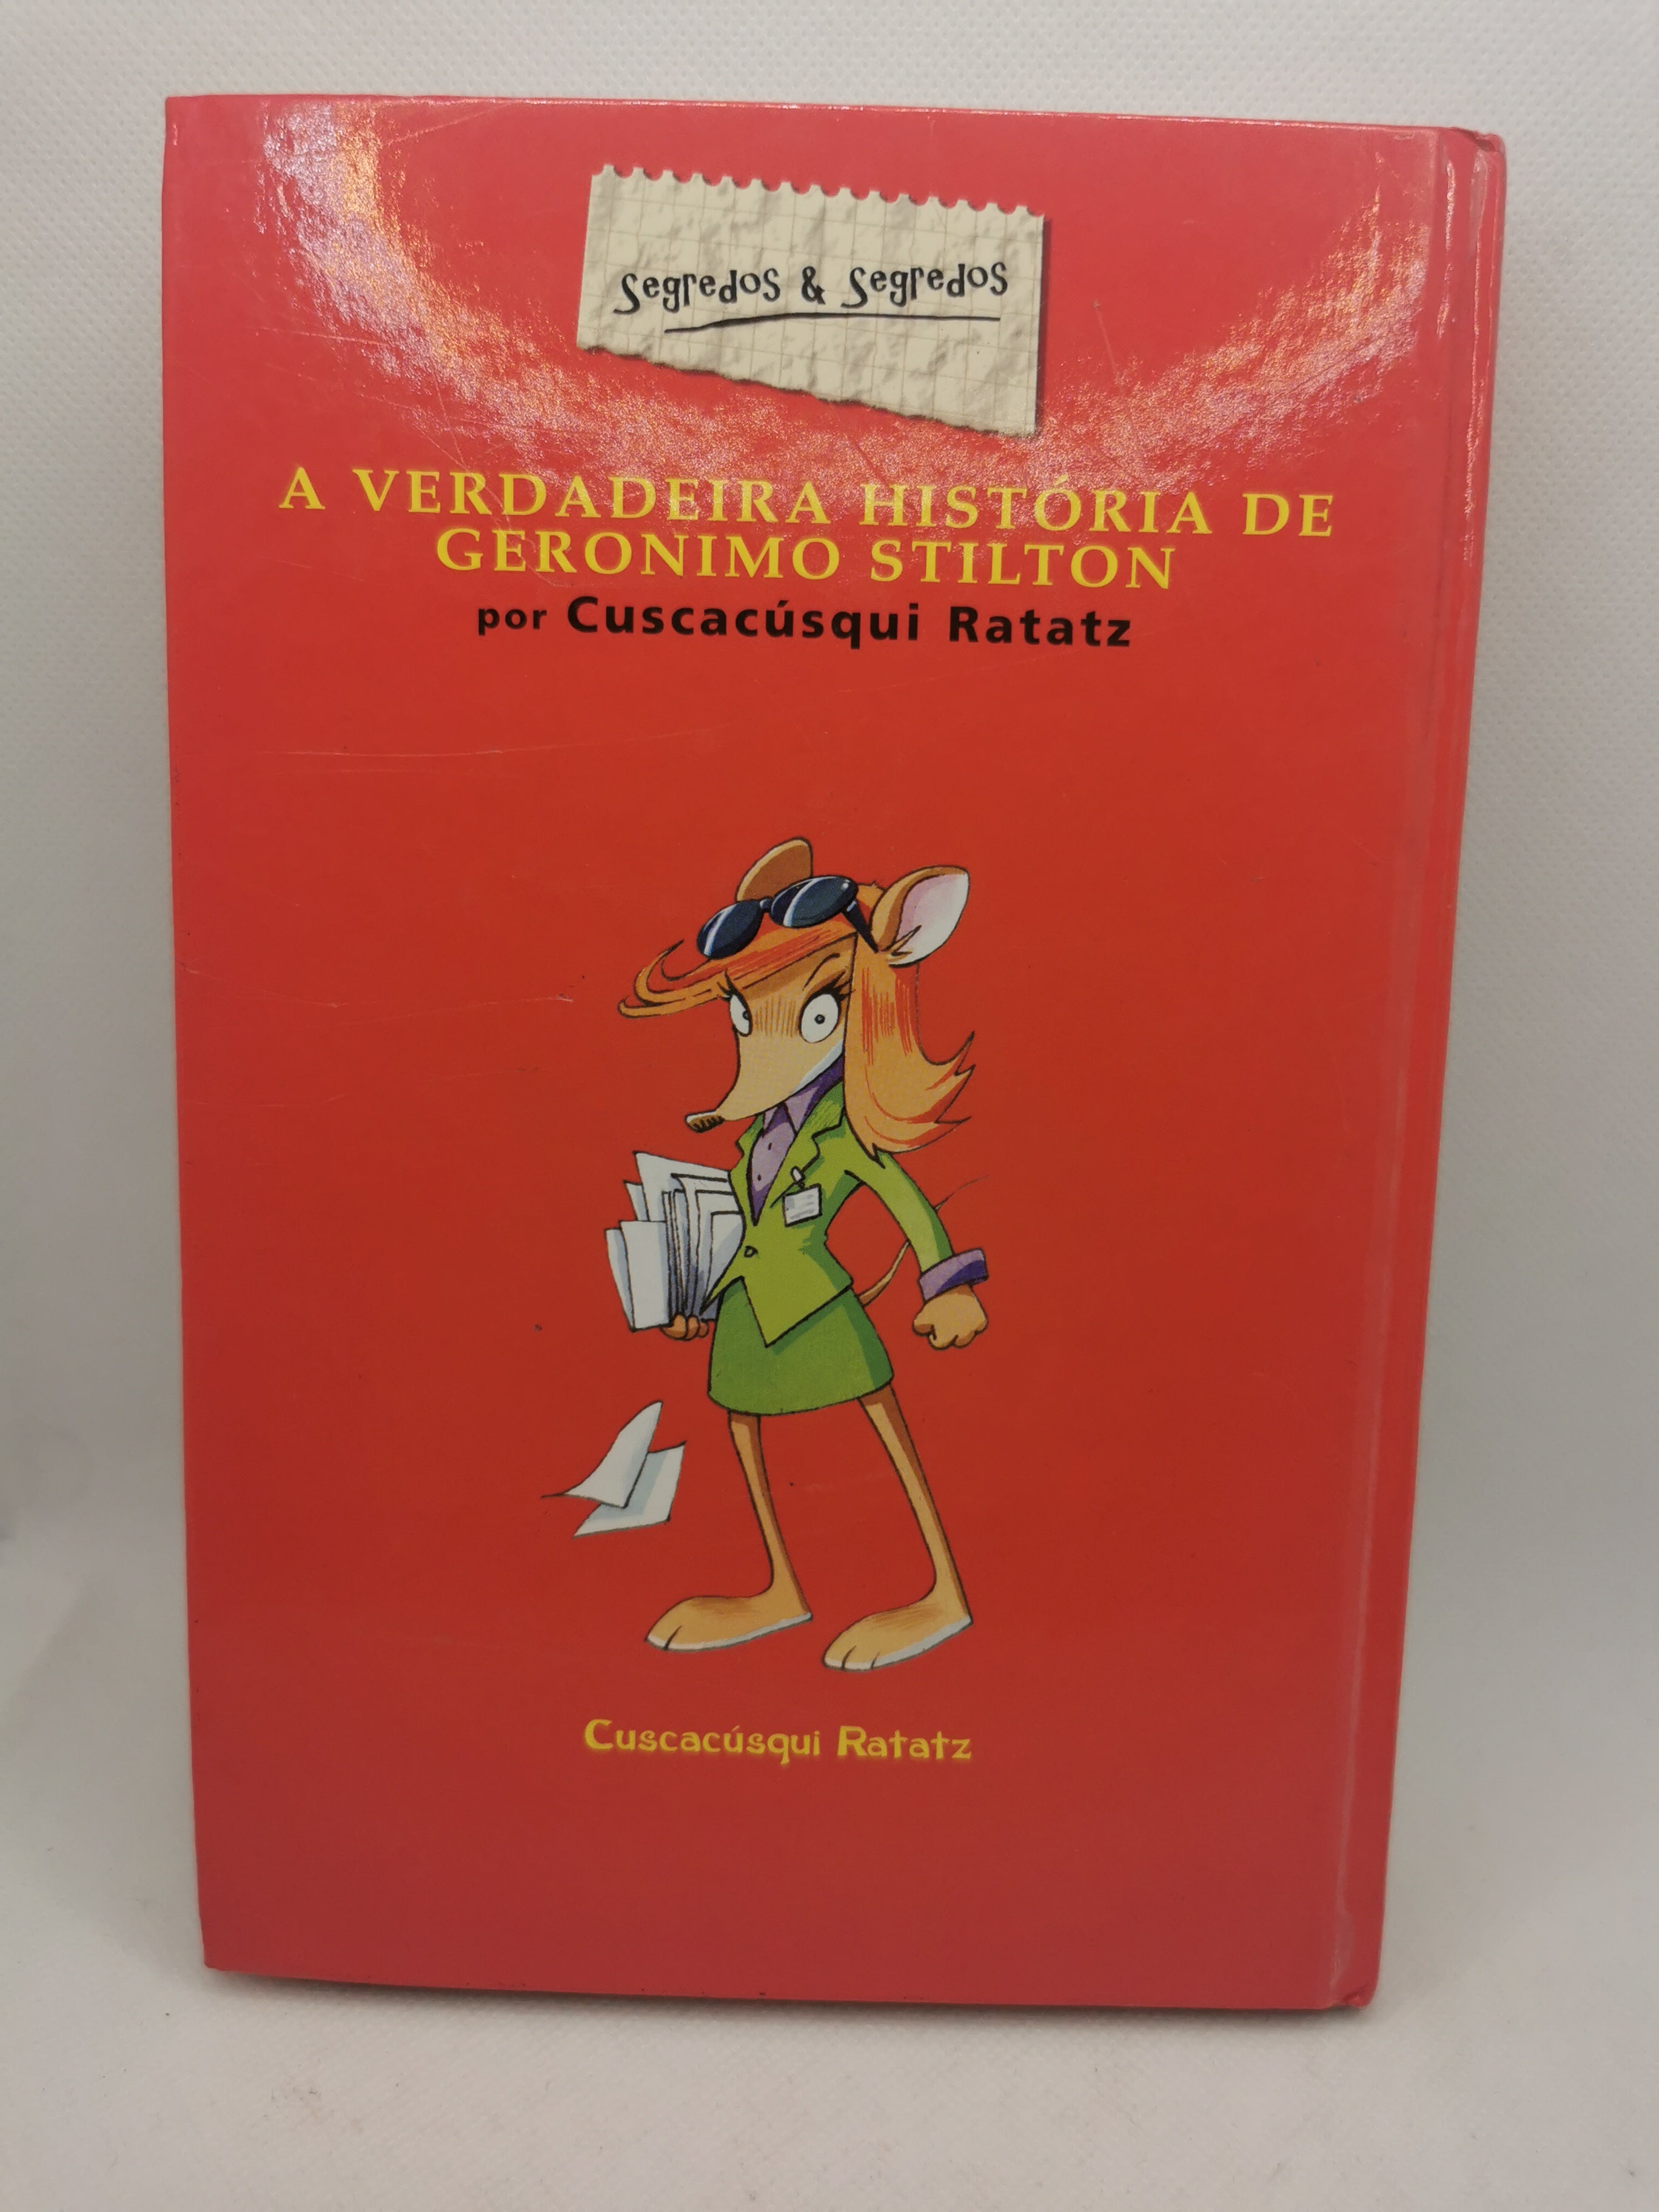 Segredos & Segredos
A VERDADEIRA HISTÓRIA DE
GERONIMO STILTON
por Cuscacúsqui Ratatz
Cuscacúsqui Ratatz